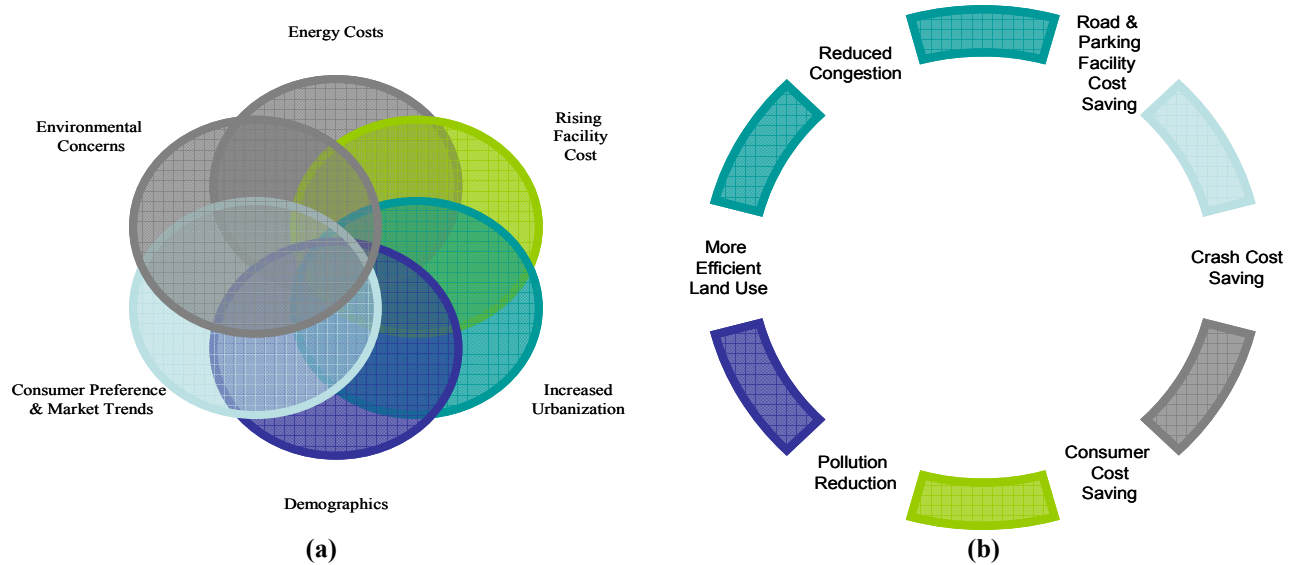 Energy Costs
Environmental
Concerns
Rising
Facility
Cost
Consumer Preference
& Market Trends
Increased
Urbanization
Demographics
(a)
Road &
Parking
Facility
Cost
Saving
Reduced
Congestion
More
Efficient
Land Use
Crash Cost
Saving
Pollution
Reduction
Consumer
Cost
Saving
(b)